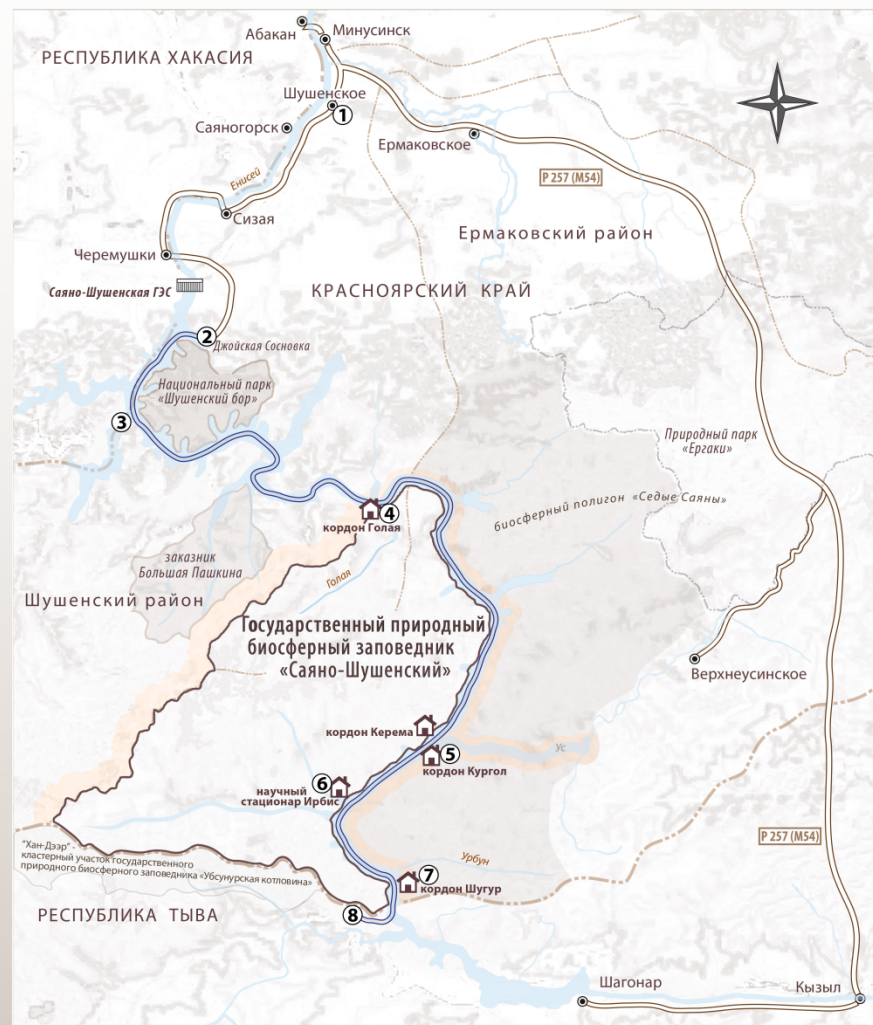 Абакан
Минусинск
РЕСПУБЛИКА ХАКАСИЯ
Шушенское
1
Саяногорск
Ермаковское
Енисей
Р 257 (М54)
Сизая
Ермаковский район
Черемушки
Саяно-Шушенская ГЭС
КРАСНОЯРСКИЙ КРАЙ
2
Джойская Сосновка
Национальный парк
«Шушенский бор»
3
Природный парк
«Ергаки»
биосферный полигон «Седые Саяны»
4
кордон Голая
заказник
Большая Пашкина
Голая
Шушенский район
Государственный природный
биосферный заповедник
«Саяно-Шушенский»
Верхнеусинское
кордон Керема
Ус
5
кордон Кургол
6
научный
стационар Ирбис
Р 257 (М54)
"Хан-Дээр" -
кластерный участок государственного
природного биосферного заповедника «Убсунурская котловина»
Урбун
7
кордон Шугур
8
РЕСПУБЛИКА ТЫВА
Шагонар
Кызыл